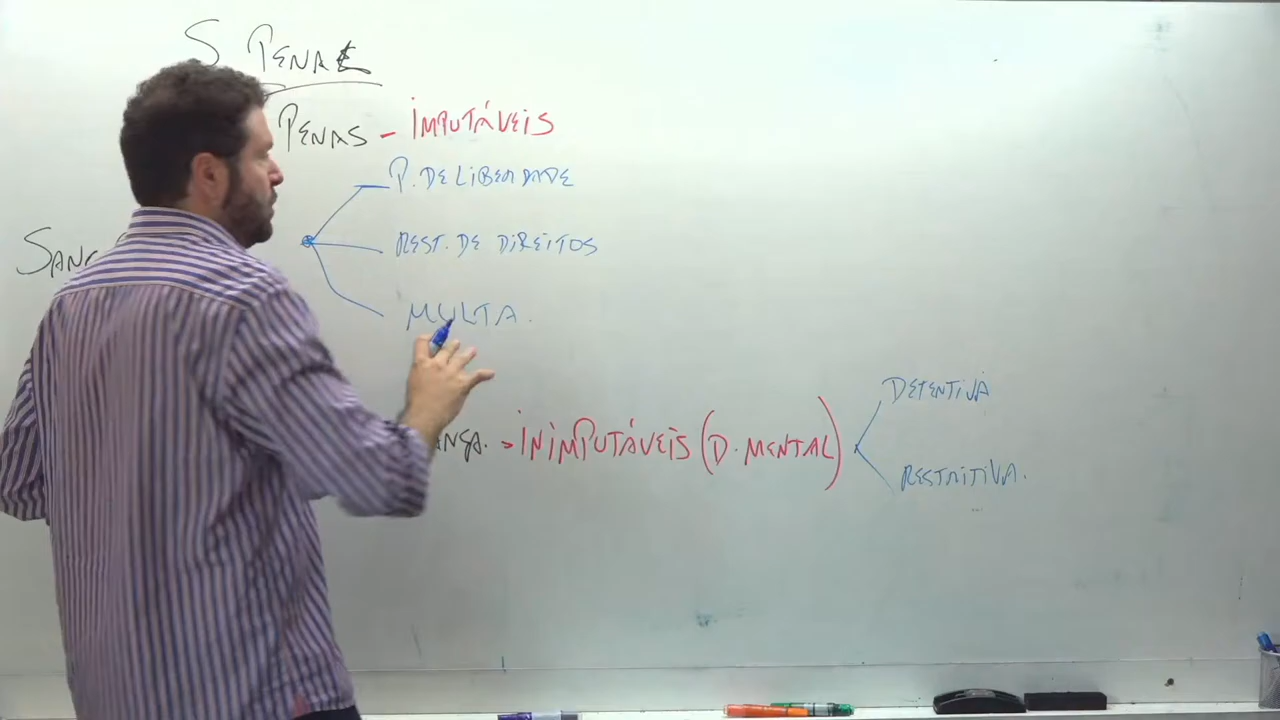 S PENAL
PENAS - IMPUTÁVEIS
P. DE LIBERDADE
REST. DE DIREITOS
MULTA.
- INIMPUTÁVEIS (D. MENTAL)
DETENTIVA
RESTRITIVA.